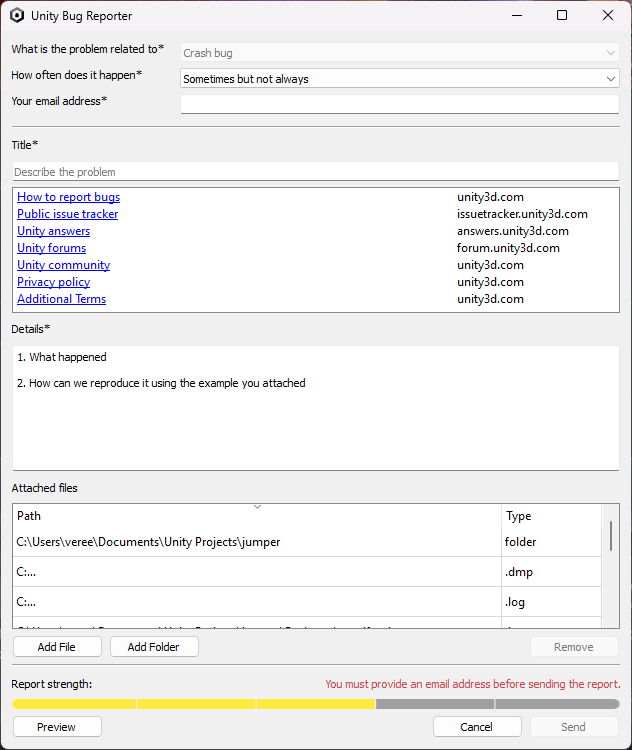 Unity Bug Reporter
What is the problem related to*
Crash bug
How often does it happen*
Sometimes but not always
Your email address*
Title*
Describe the problem
How to report bugs unity3d.com
Public issue tracker issuetracker.unity3d.com
Unity answers answers.unity3d.com
Unity forums forum.unity3d.com
Unity community unity3d.com
Privacy policy unity3d.com
Additional Terms unity3d.com
Details*
1. What happened
2. How can we reproduce it using the example you attached
Attached files
Path Type
C:\Users\veree\Documents\Unity Projects\jumper folder
C:... .dmp
C:... .log
Add File Add Folder Remove
Report strength: You must provide an email address before sending the report.
Preview Cancel Send